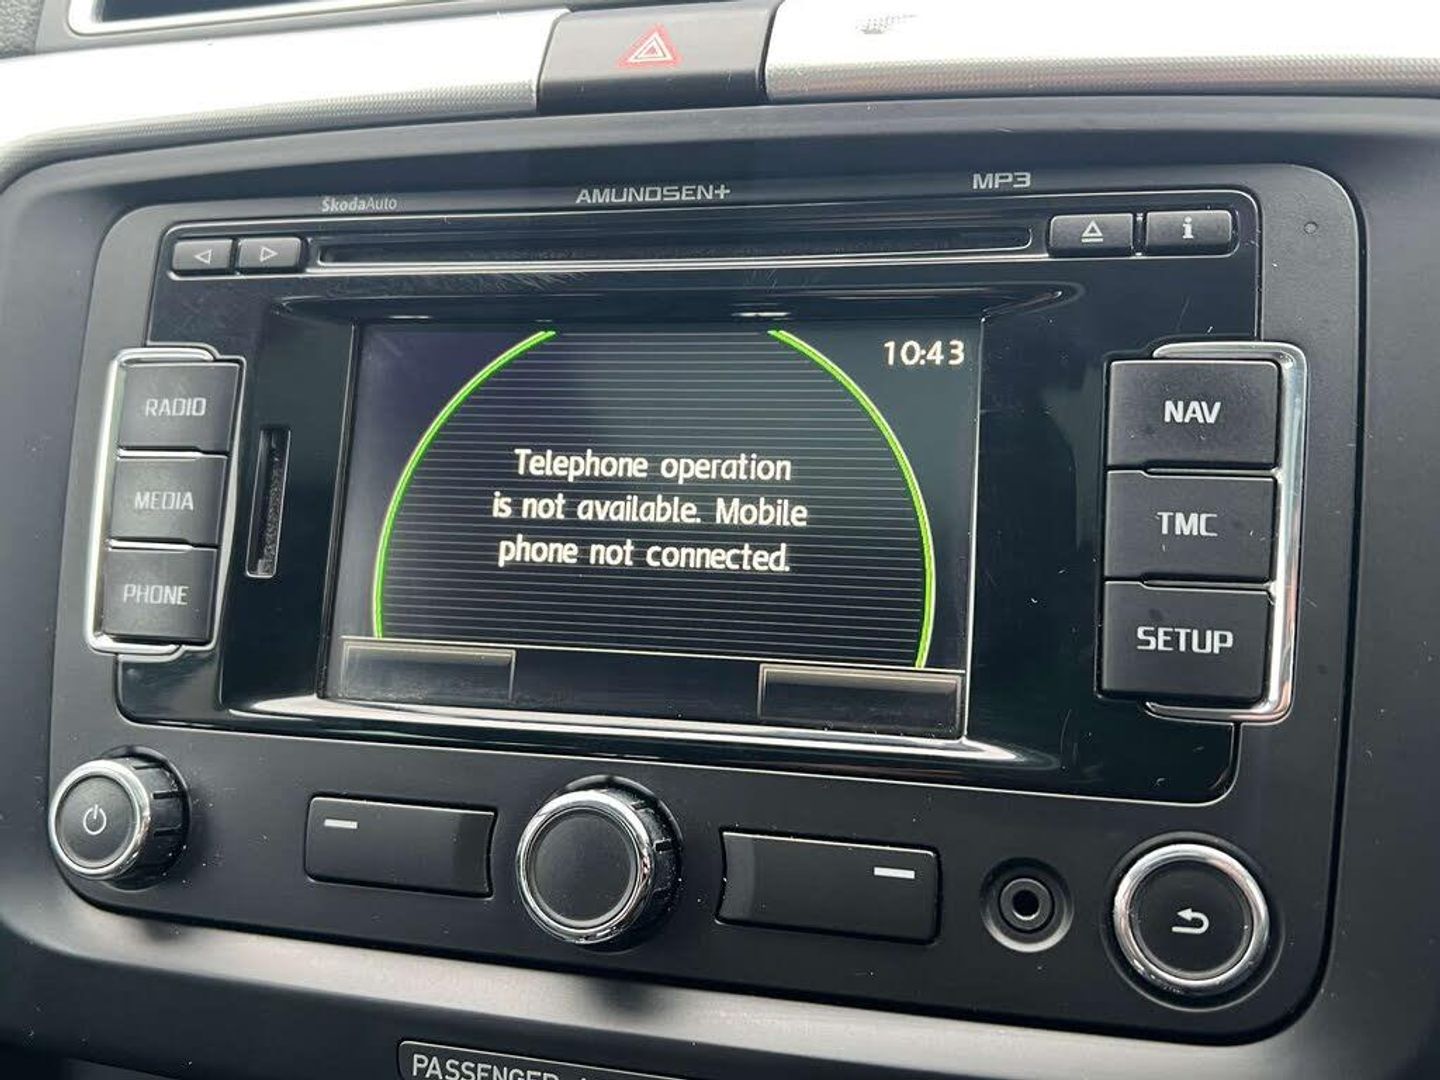 ŠkodaAuto
AMUNDSEN+
MP3
i
10:43
RADIO
MEDIA
PHONE
Telephone operation
is not available. Mobile
phone not connected.
NAV
TMC
SETUP
PASSENGER